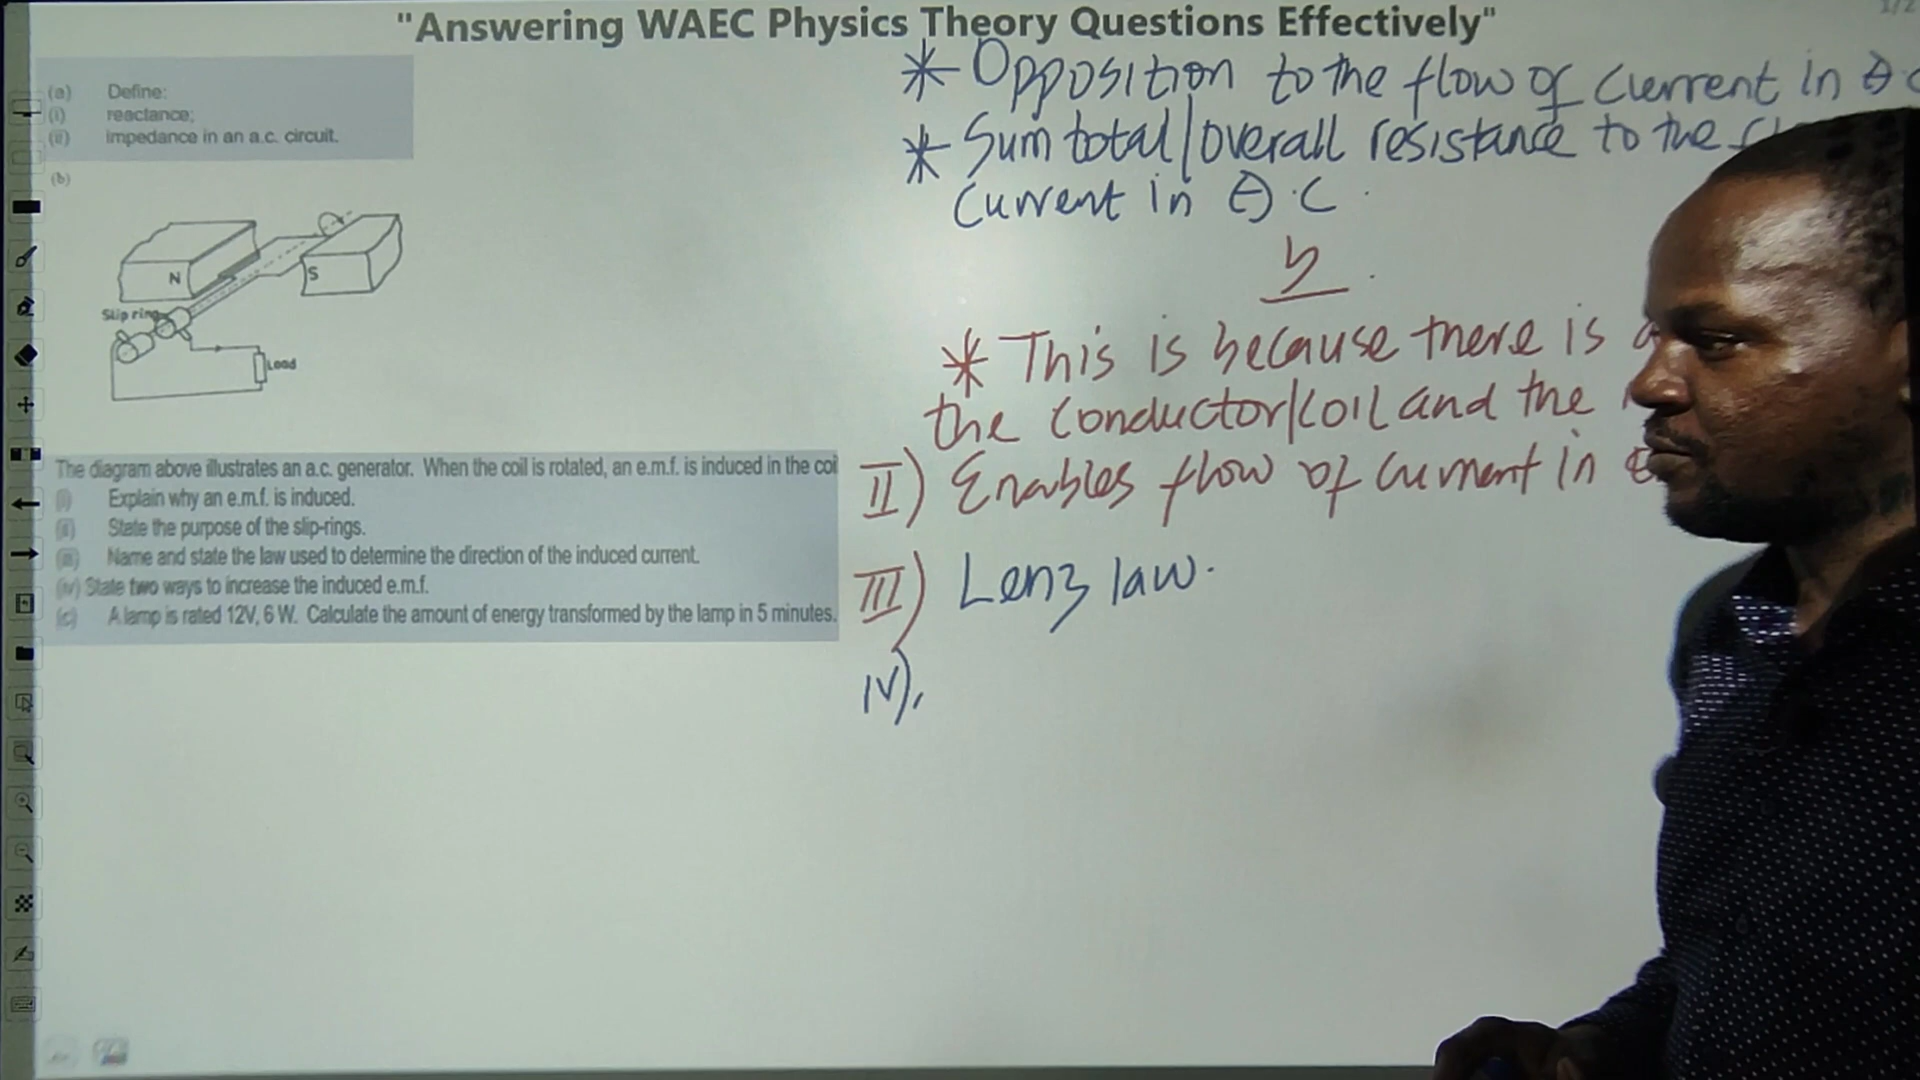 "Answering WAEC Physics Theory Questions Effectively"
1/2
(a) Define:
(i) reactance;
(ii) impedance in an a.c. circuit.
(b)
N
S
Slip ring
Load
The diagram above illustrates an a.c. generator. When the coil is rotated, an e.m.f. is induced in the coi
(i) Explain why an e.m.f. is induced.
(ii) State the purpose of the slip-rings.
(iii) Name and state the law used to determine the direction of the induced current.
(iv) State two ways to increase the induced e.m.f.
(c) A lamp is rated 12V, 6 W. Calculate the amount of energy transformed by the lamp in 5 minutes.
* Opposition to the flow of current in
* Sum total/overall resistance to the
current in A.C.
b
* This is because there is
the conductor/coil and the
II) Enables flow of current in
III) Lenz law.
IV).